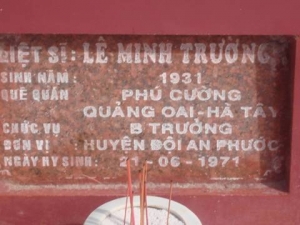 LIỆT SĨ: LÊ MINH TRƯỜNG
SINH NĂM: 1931
QUÊ QUÁN PHÚ CƯỜNG
QUẢNG OAI-HÀ TÂY
CHỨC VỤ B TRƯỞNG
ĐƠN VỊ: HUYỆN ĐỘI AN PHƯỚC
NGÀY HY SINH: 21-06-1971